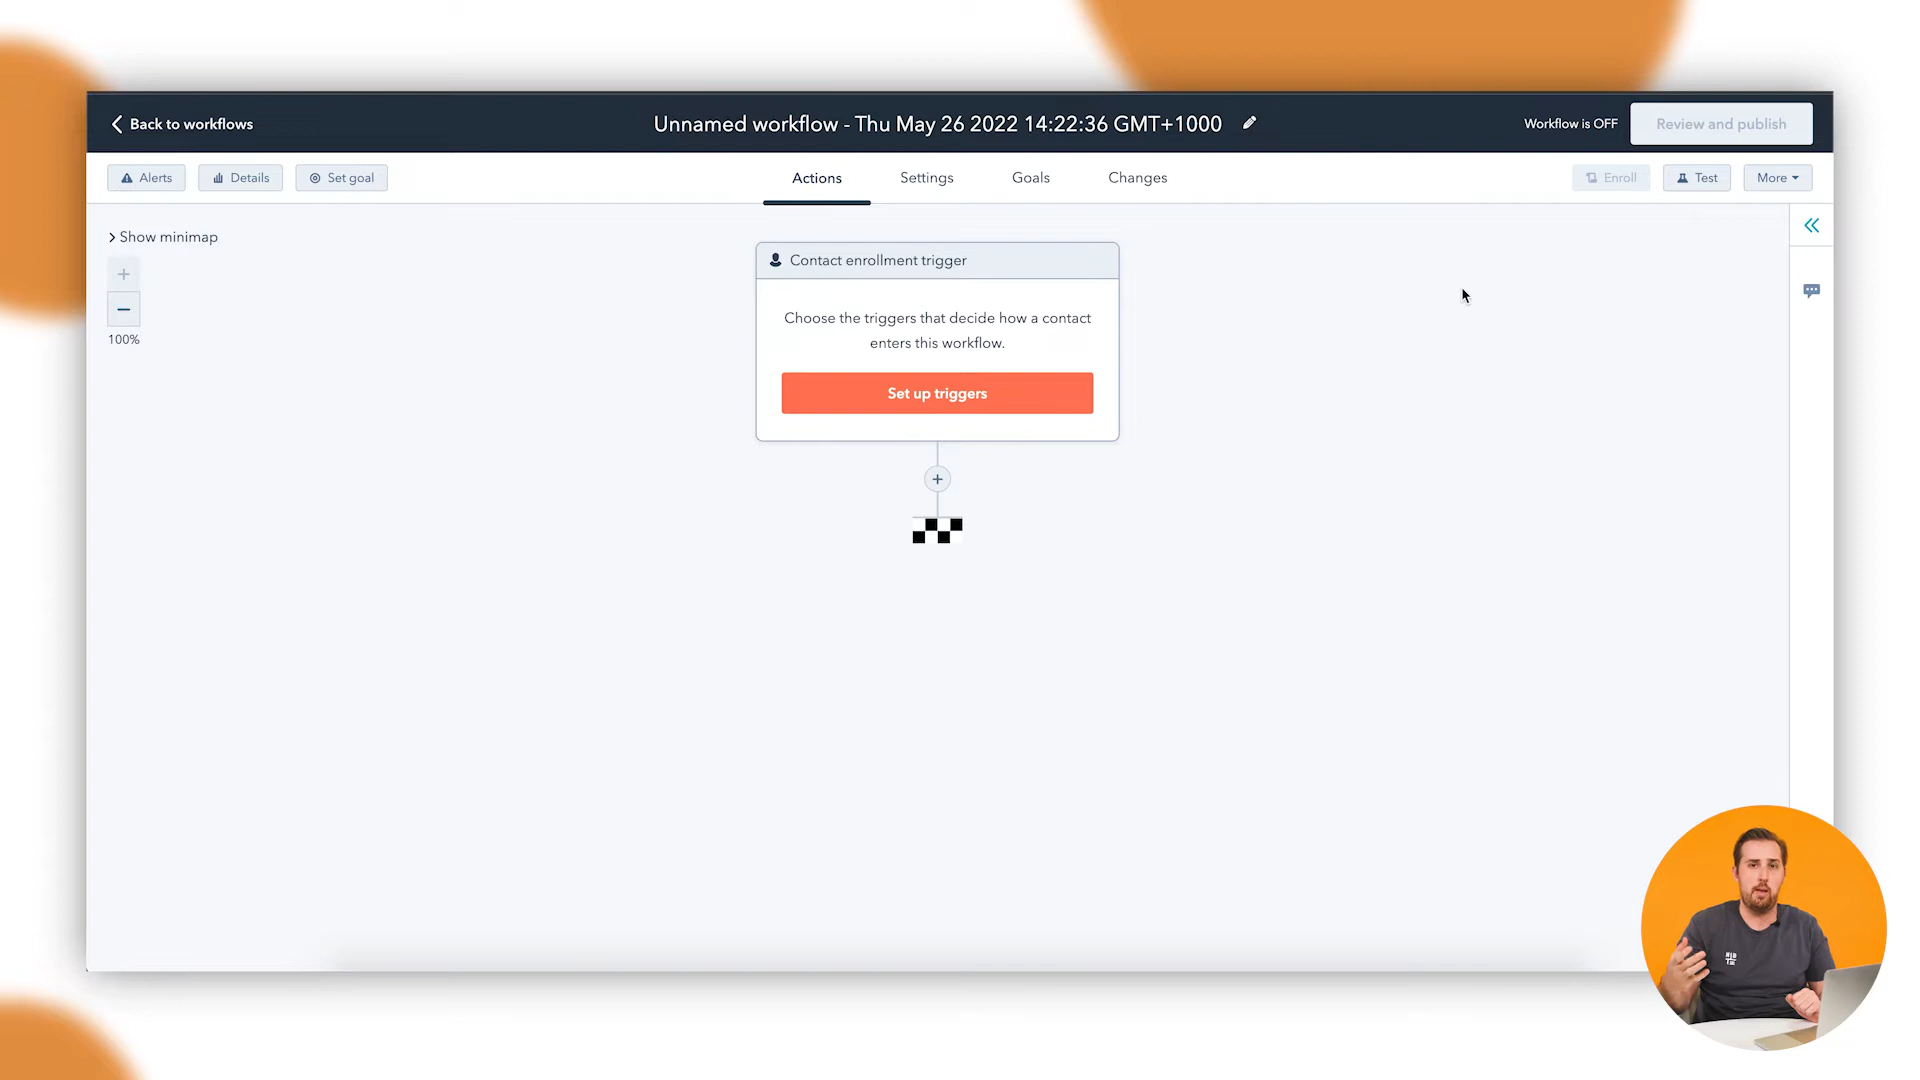 Back to workflows
Unnamed workflow - Thu May 26 2022 14:22:36 GMT+1000
Workflow is OFF
Review and publish
Alerts
Details
Set goal
Actions
Settings
Goals
Changes
Enroll
Test
More
Show minimap
100%
Contact enrollment trigger
Choose the triggers that decide how a contact
enters this workflow.
Set up triggers